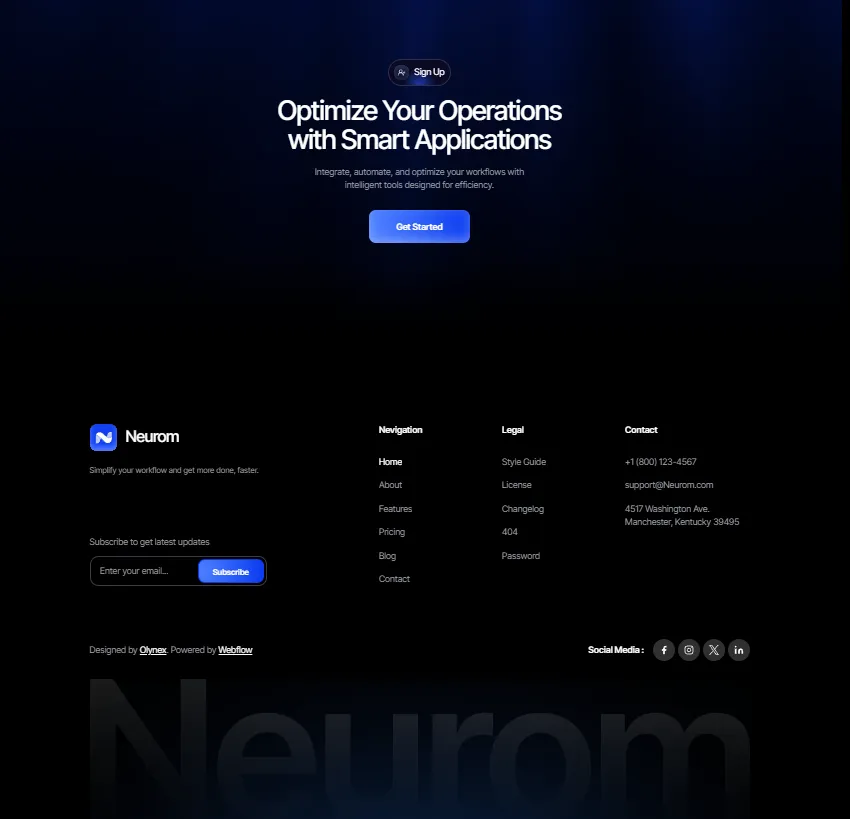 Sign Up
Optimize Your Operations
with Smart Applications
Integrate, automate, and optimize your workflows with
intelligent tools designed for efficiency.
Get Started
Neurom
Simplify your workflow and get more done, faster.
Subscribe to get latest updates
Enter your email...
Subscribe
Nevigation
Home
About
Features
Pricing
Blog
Contact
Legal
Style Guide
License
Changelog
404
Password
Contact
+1 (800) 123-4567
support@Neurom.com
4517 Washington Ave.
Manchester, Kentucky 39495
Designed by Olynex. Powered by Webflow
Social Media :
Neurom